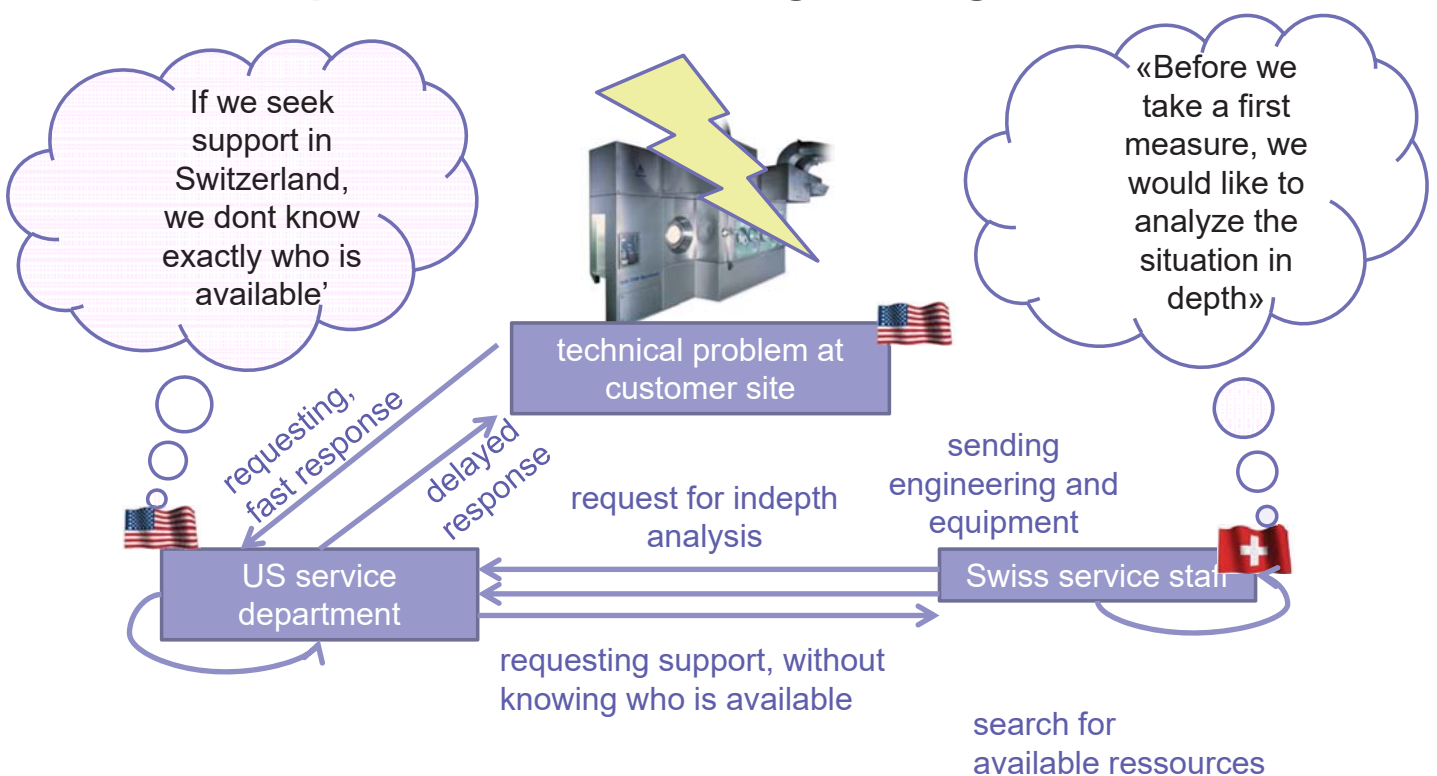 If we seek
support in
Switzerland,
we dont know
exactly who is
available’
«Before we
take a first
measure, we
would like to
analyze the
situation in
depth»
technical problem at
customer site
requesting,
fast response
delayed
response
request for indepth
analysis
sending
engineering and
equipment
US service
department
Swiss service staff
requesting support, without
knowing who is available
search for
available ressources